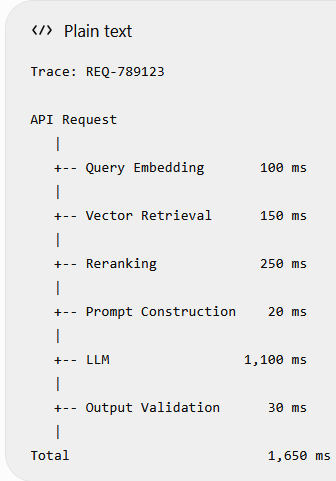 </> Plain text
Trace: REQ-789123
API Request
|
+-- Query Embedding 100 ms
|
+-- Vector Retrieval 150 ms
|
+-- Reranking 250 ms
|
+-- Prompt Construction 20 ms
|
+-- LLM 1,100 ms
|
+-- Output Validation 30 ms
|
Total 1,650 ms